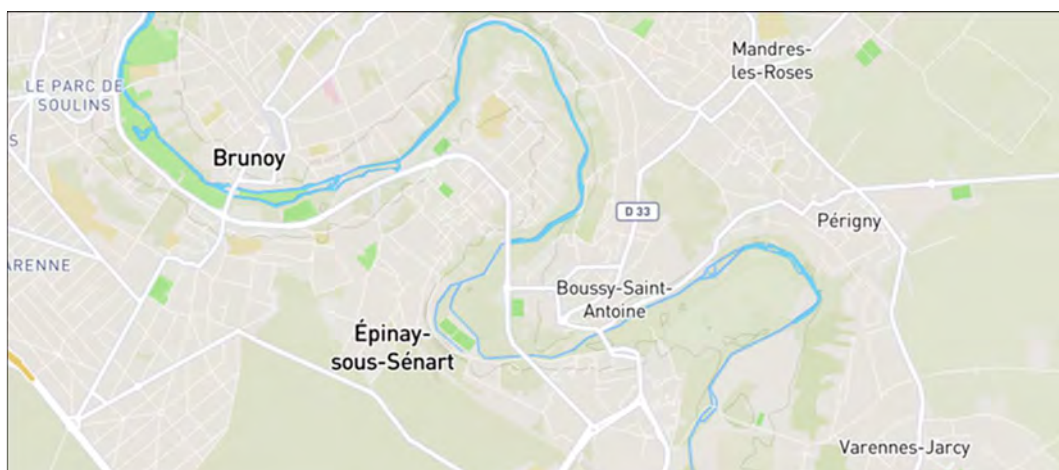 Mandres-
les-Roses
LE PARC DE
SOULINS
S
Brunoy
D 33
Périgny
ARENNE
Boussy-Saint-
Antoine
Épinay-
sous-Sénart
Varennes-Jarcy